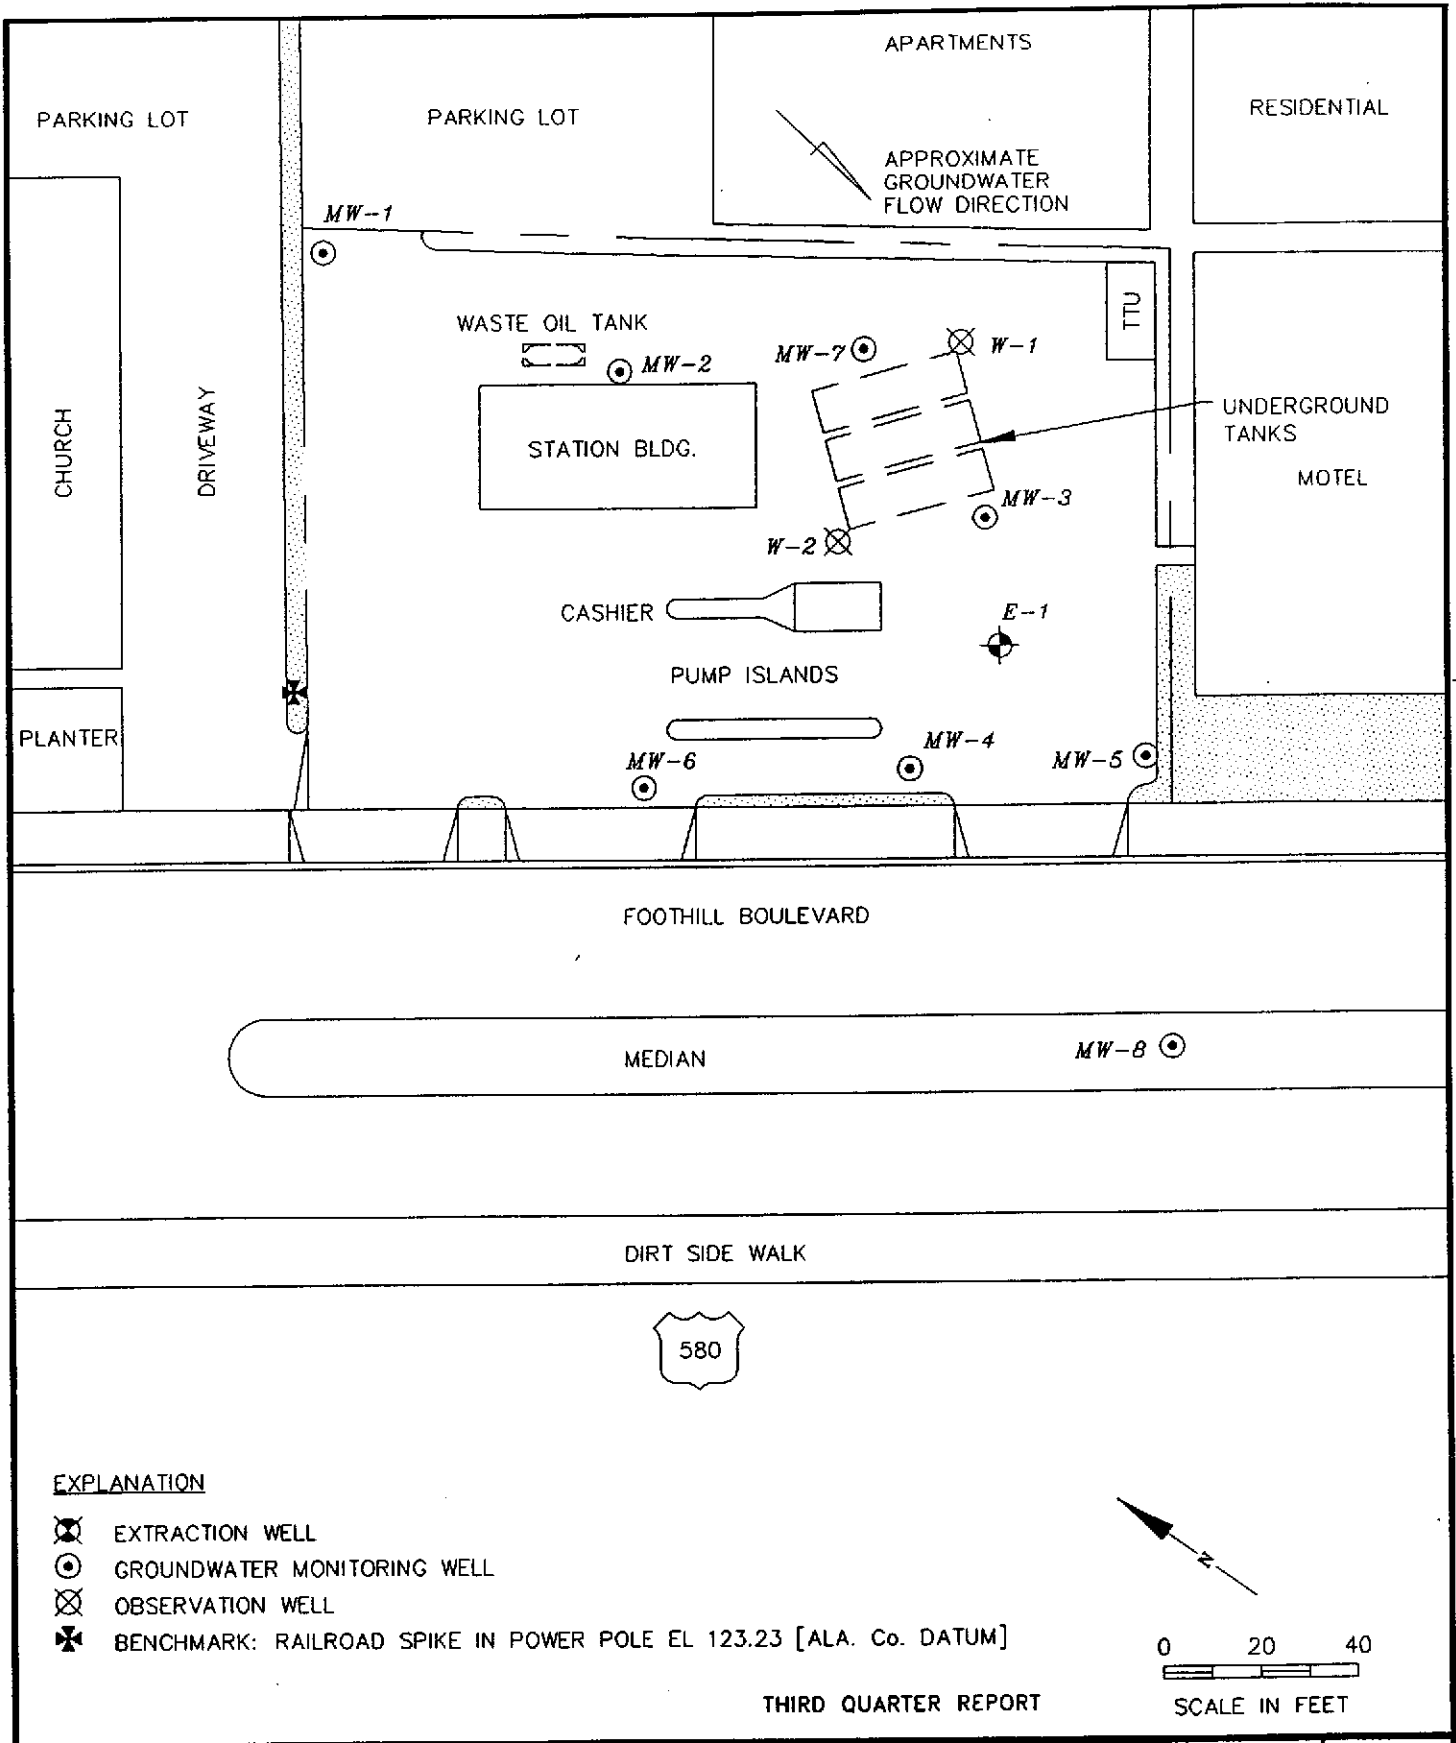 APARTMENTS
PARKING LOT
PARKING LOT
RESIDENTIAL
APPROXIMATE
GROUNDWATER
FLOW DIRECTION
MW-1
WASTE OIL TANK
MW-2
MW-7
W-1
TTU
UNDERGROUND
TANKS
CHURCH
DRIVEWAY
STATION BLDG.
MOTEL
MW-3
W-2
CASHIER
E-1
PUMP ISLANDS
PLANTER
MW-6
MW-4
MW-5
FOOTHILL BOULEVARD
MEDIAN
MW-8
DIRT SIDE WALK
580
EXPLANATION
EXTRACTION WELL
GROUNDWATER MONITORING WELL
OBSERVATION WELL
BENCHMARK: RAILROAD SPIKE IN POWER POLE EL 123.23 [ALA. Co. DATUM]
N
0 20 40
SCALE IN FEET
THIRD QUARTER REPORT